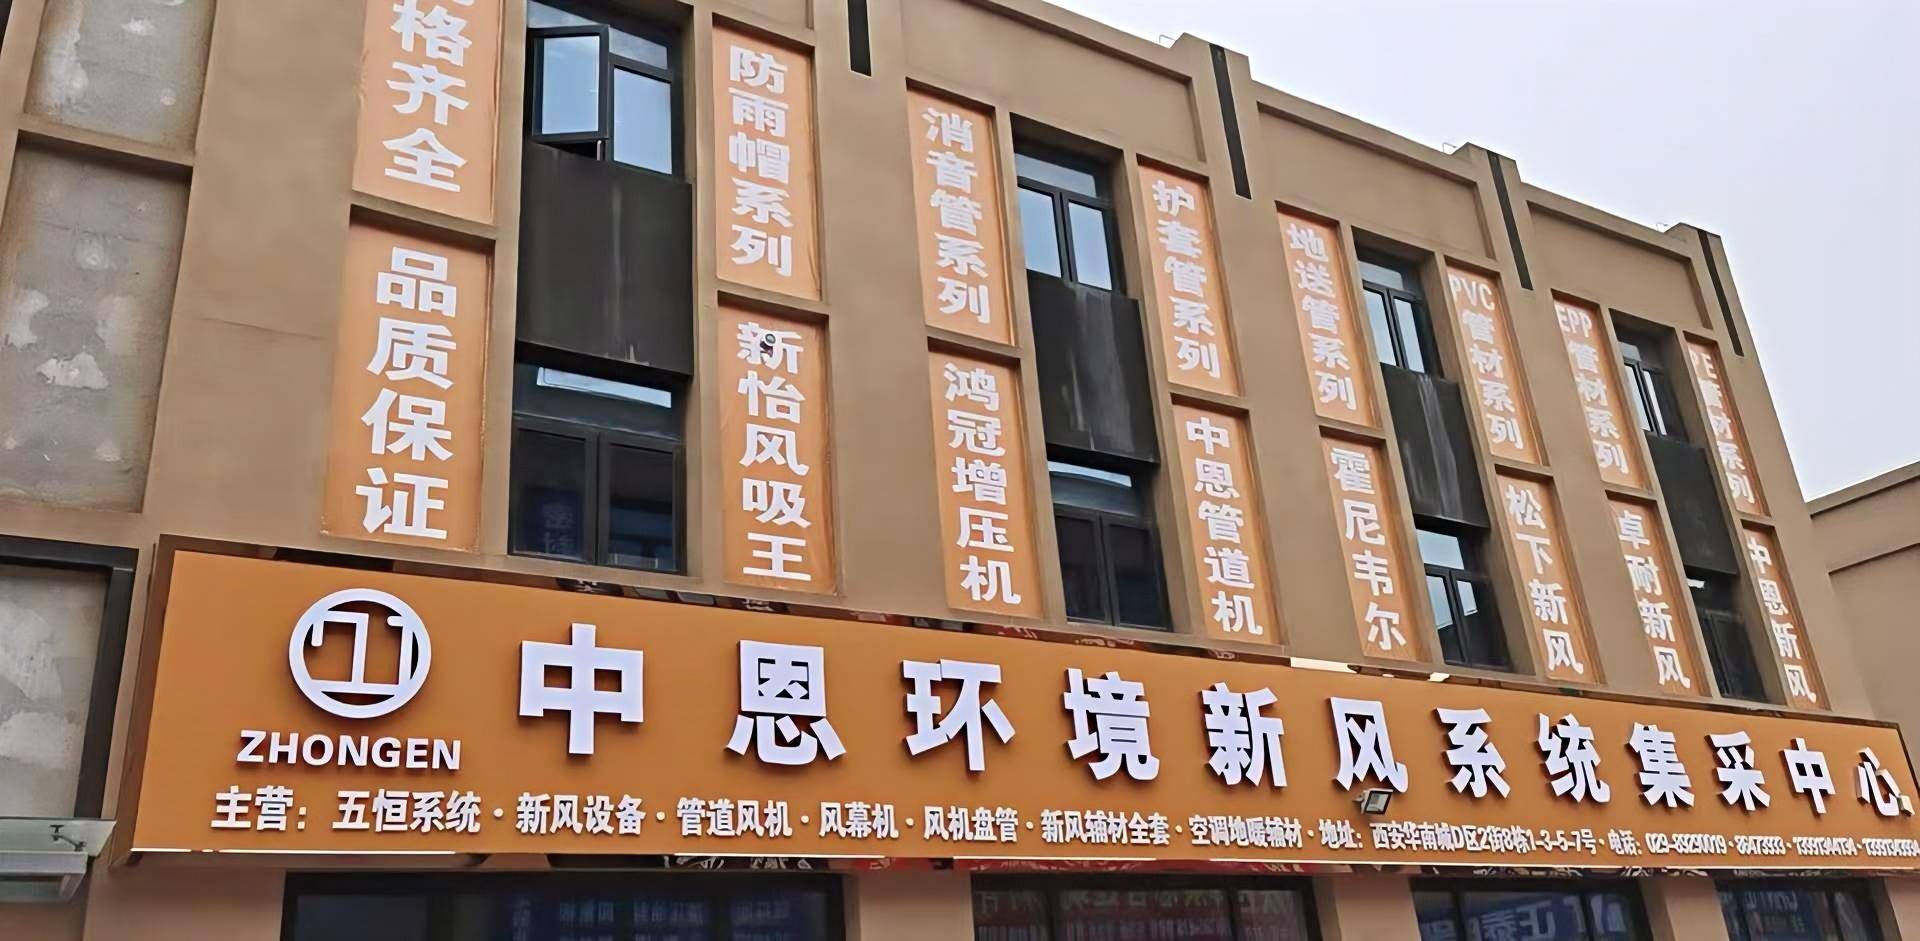 格齐全
防雨帽系列
消音管系列
护套管系列
地送管系列
PVC管材系列
EPP管材系列
PE管材系列
品质保证
新怡风吸王
鸿冠增压机
中恩管道机
霍尼韦尔
松下新风
卓耐新风
中恩新风
ZHONGEN
中恩环境新风系统集采中心
主营：五恒系统·新风设备·管道风机·风幕机·风机盘管·新风辅材全套·空调地暖辅材·地址：西安华南城D区2街8栋1-3-5-7号·电话：029-89290019·86473393
正泰